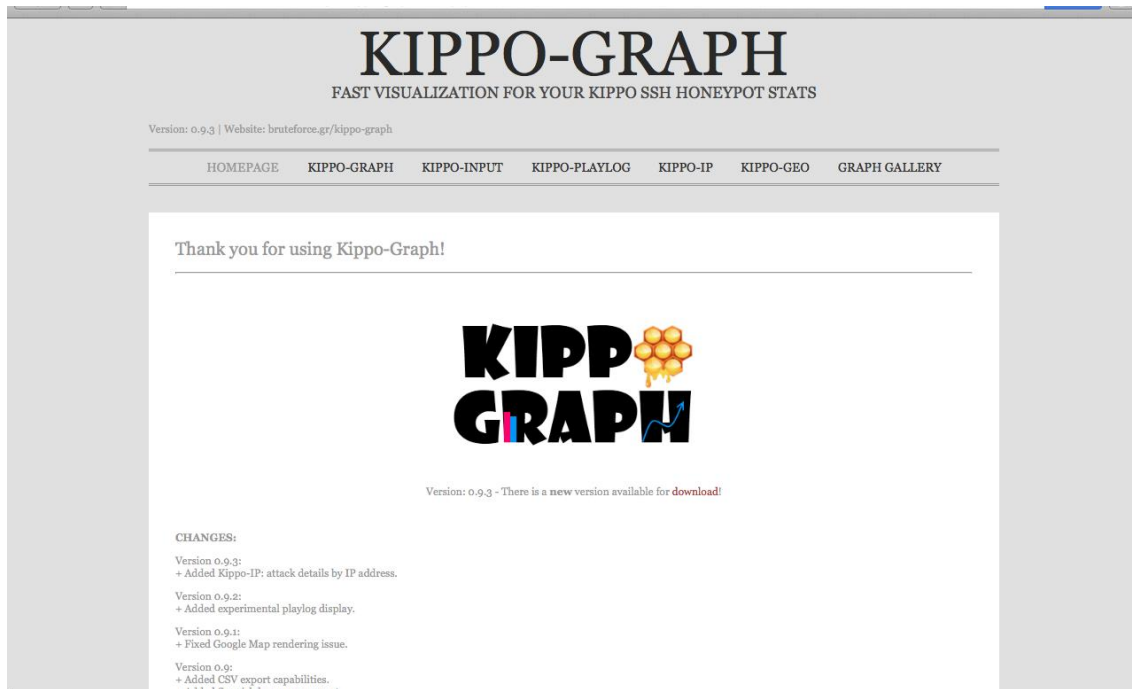 KIPPO-GRAPH
FAST VISUALIZATION FOR YOUR KIPPO SSH HONEYPOT STATS
Version: 0.9.3 | Website: bruteforce.gr/kippo-graph
HOMEPAGE KIPPO-GRAPH KIPPO-INPUT KIPPO-PLAYLOG KIPPO-IP KIPPO-GEO GRAPH GALLERY
Thank you for using Kippo-Graph!
KIPPO
GRAPH
Version: 0.9.3 - There is a new version available for download!
CHANGES:
Version 0.9.3:
+ Added Kippo-IP: attack details by IP address.
Version 0.9.2:
+ Added experimental playlog display.
Version 0.9.1:
+ Fixed Google Map rendering issue.
Version 0.9:
+ Added CSV export capabilities.